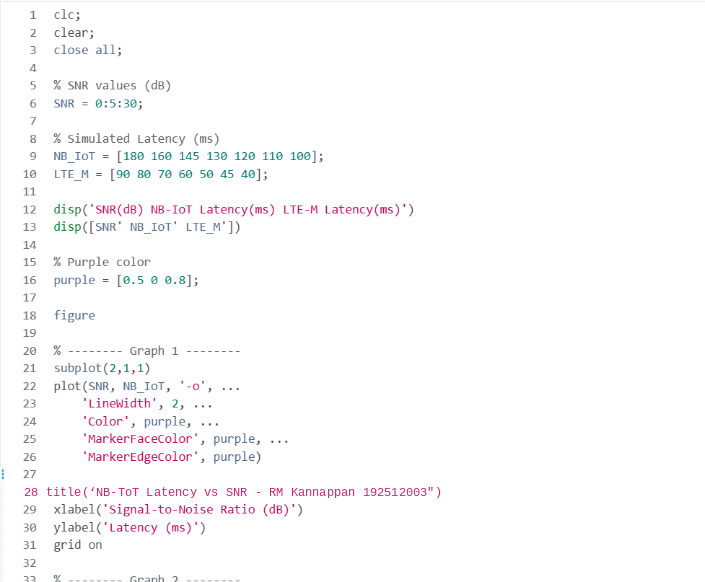 1 clc;
2 clear;
3 close all;
4
5 % SNR values (dB)
6 SNR = 0:5:30;
7
8 % Simulated Latency (ms)
9 NB_IoT = [180 160 145 130 120 110 100];
10 LTE_M = [90 80 70 60 50 45 40];
11
12 disp('SNR(dB) NB-IoT Latency(ms) LTE-M Latency(ms)')
13 disp([SNR' NB_IoT' LTE_M'])
14
15 % Purple color
16 purple = [0.5 0 0.8];
17
18 figure
19
20 % -------- Graph 1 --------
21 subplot(2,1,1)
22 plot(SNR, NB_IoT, '-o', ...
23 'LineWidth', 2, ...
24 'Color', purple, ...
25 'MarkerFaceColor', purple, ...
26 'MarkerEdgeColor', purple)
27
28 title(‘NB-ToT Latency vs SNR - RM Kannappan 192512003")
29 xlabel('Signal-to-Noise Ratio (dB)')
30 ylabel('Latency (ms)')
31 grid on
32
33 % -------- Graph 2 --------